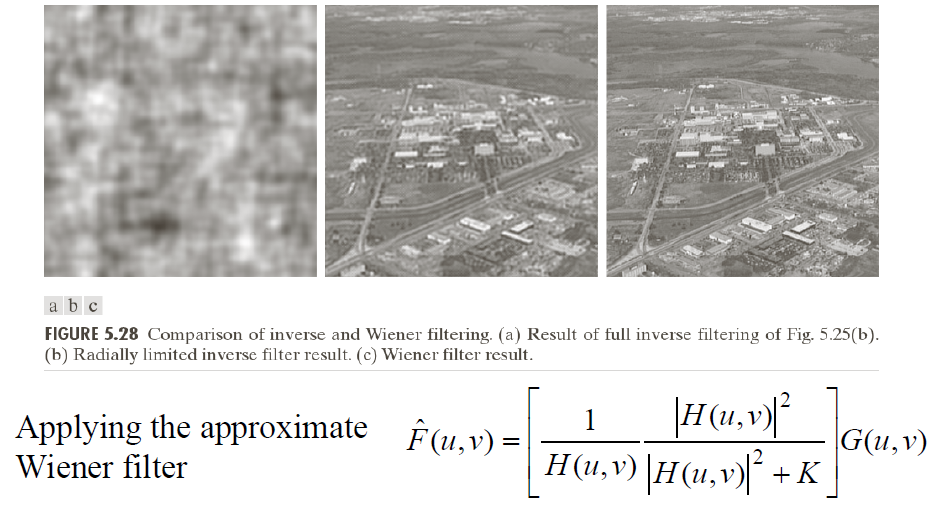 a b c
FIGURE 5.28 Comparison of inverse and Wiener filtering. (a) Result of full inverse filtering of Fig. 5.25(b).
(b) Radially limited inverse filter result. (c) Wiener filter result.
Applying the approximate
Wiener filter
F̂(u,v) = [ 1/H(u,v) |H(u,v)|²/(|H(u,v)|² + K) ] G(u,v)